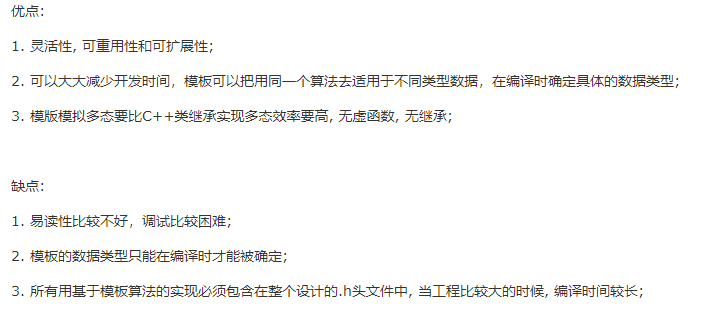 优点:
1. 灵活性, 可重用性和可扩展性;
2. 可以大大减少开发时间，模板可以把用同一个算法去适用于不同类型数据，在编译时确定具体的数据类型;
3. 模版模拟多态要比C++类继承实现多态效率要高, 无虚函数, 无继承;
缺点:
1. 易读性比较不好，调试比较困难;
2. 模板的数据类型只能在编译时才能被确定;
3. 所有用基于模板算法的实现必须包含在整个设计的.h头文件中, 当工程比较大的时候, 编译时间较长;